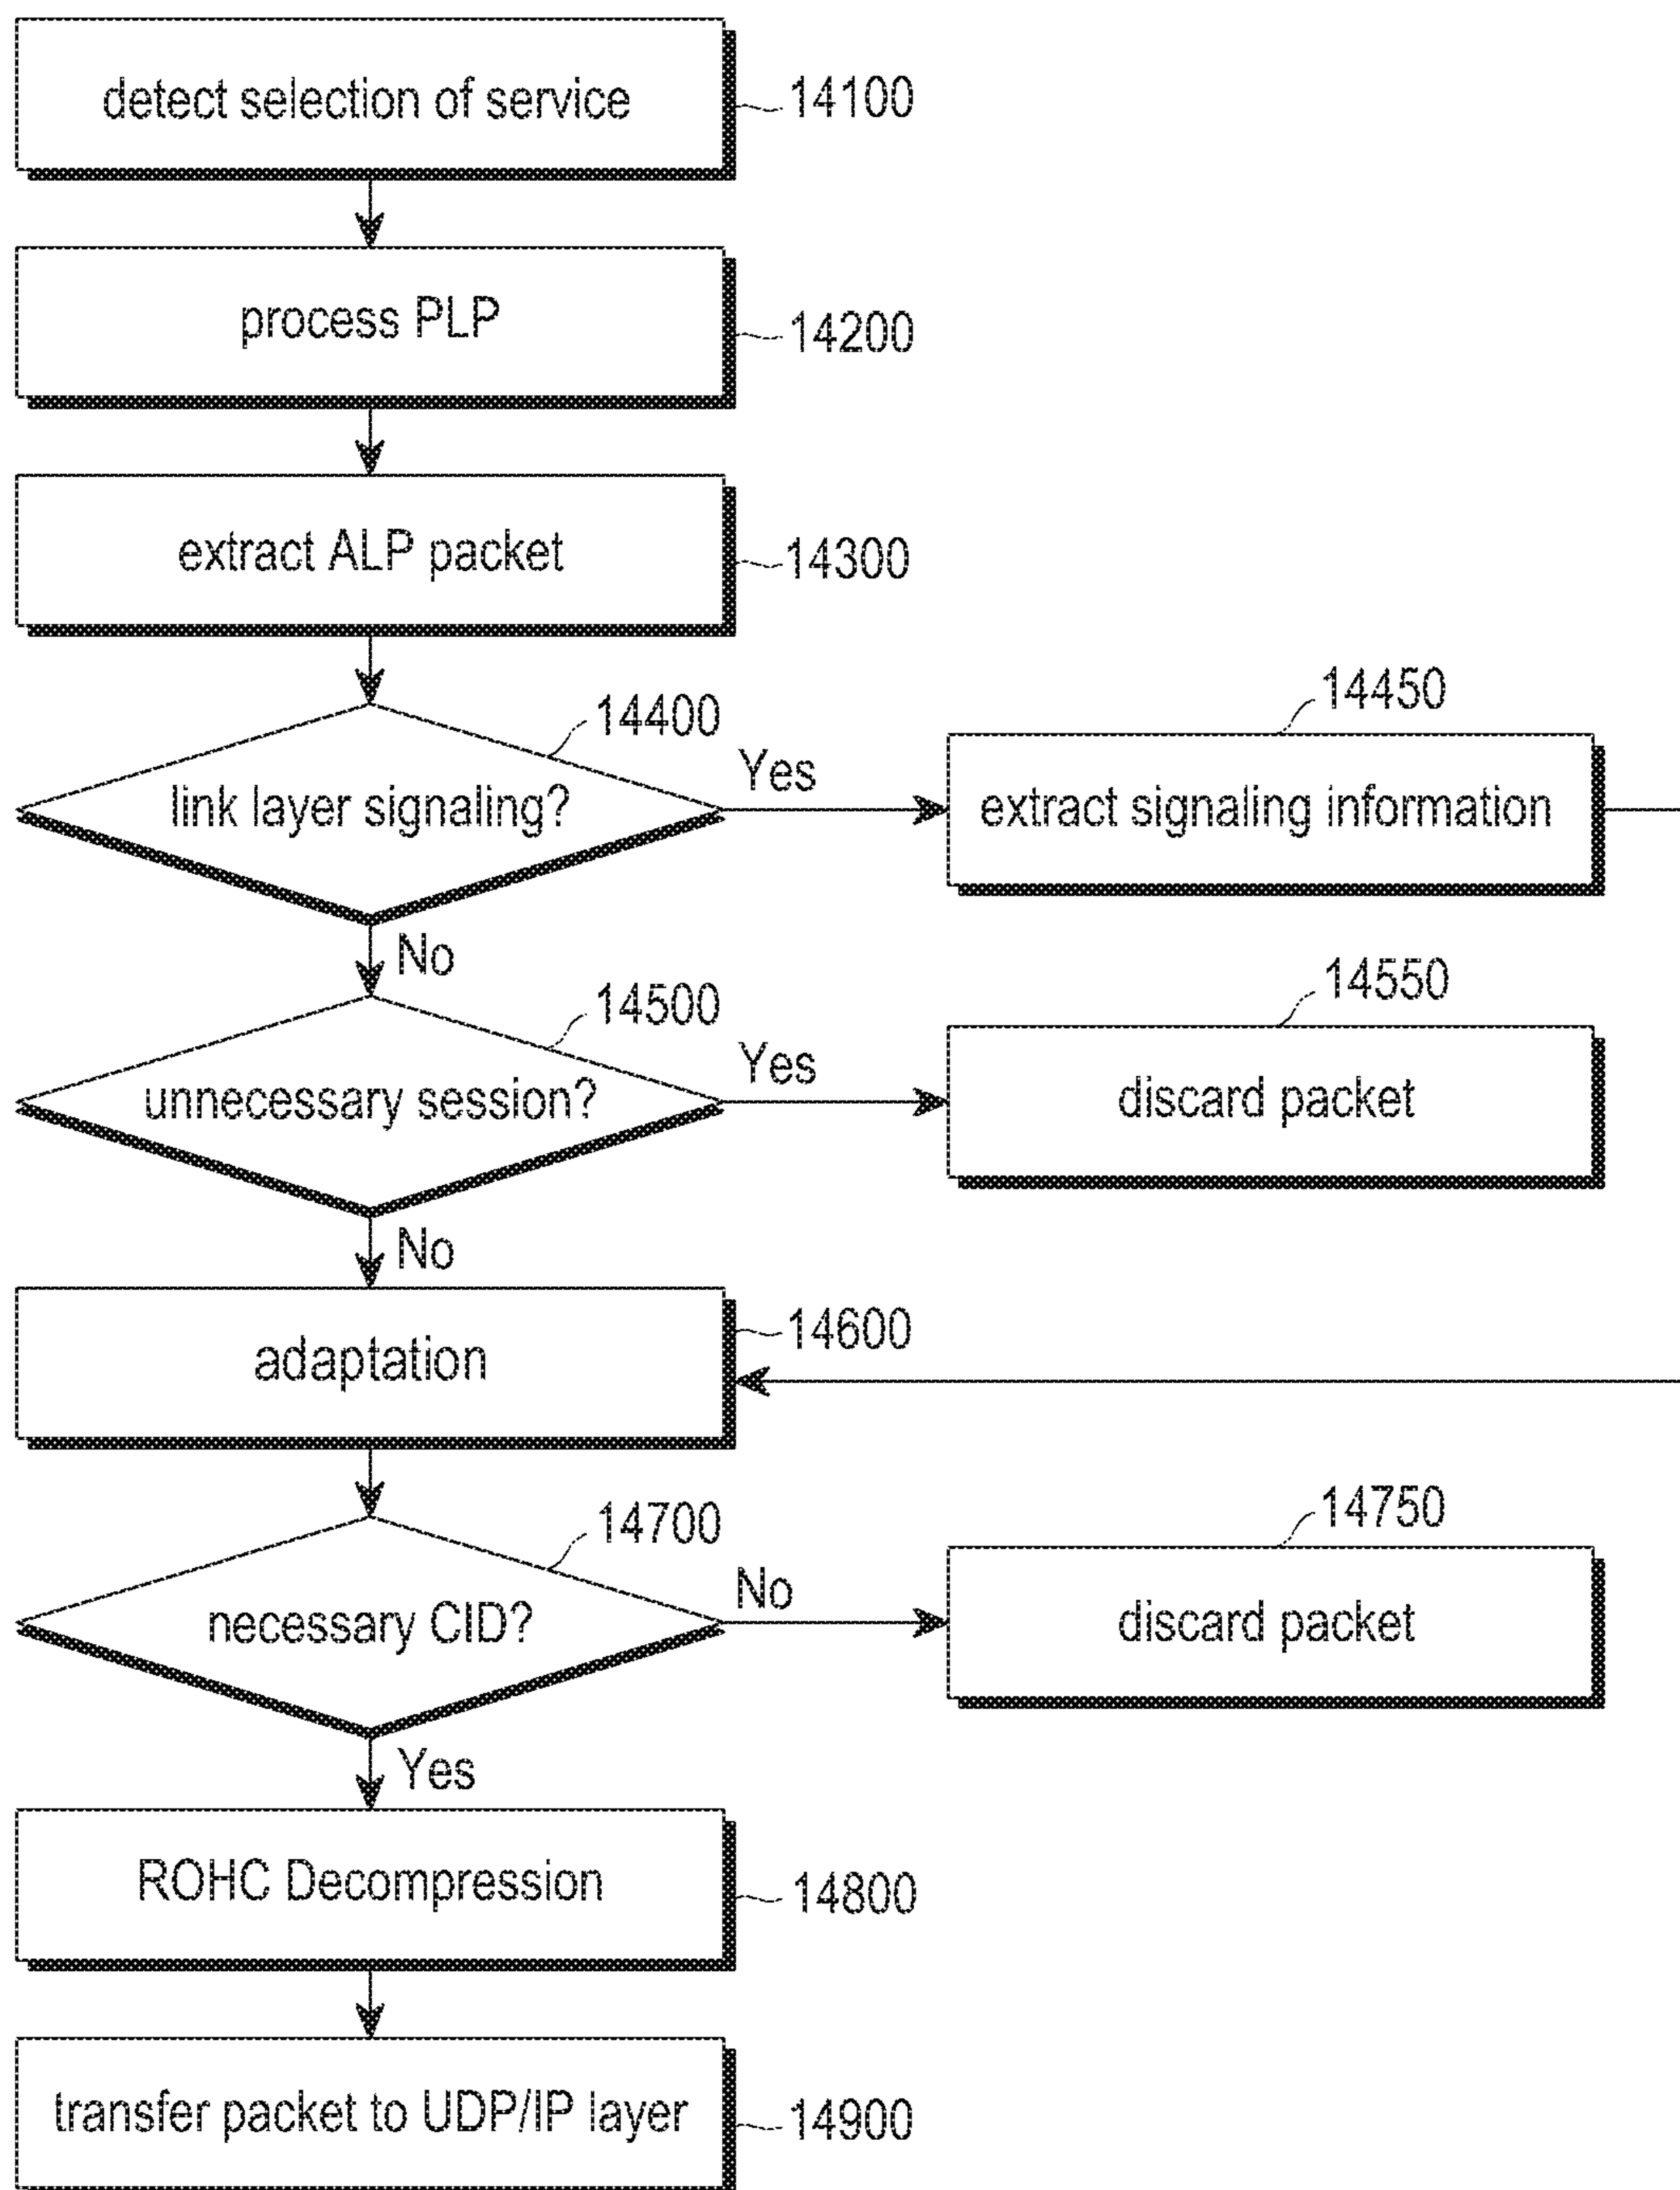 detect selection of service
14100
process PLP
14200
extract ALP packet
14300
14400
link layer signaling?
Yes
14450
extract signaling information
No
14500
unnecessary session?
Yes
14550
discard packet
No
adaptation
14600
14700
necessary CID?
No
14750
discard packet
Yes
ROHC Decompression
14800
transfer packet to UDP/IP layer
14900